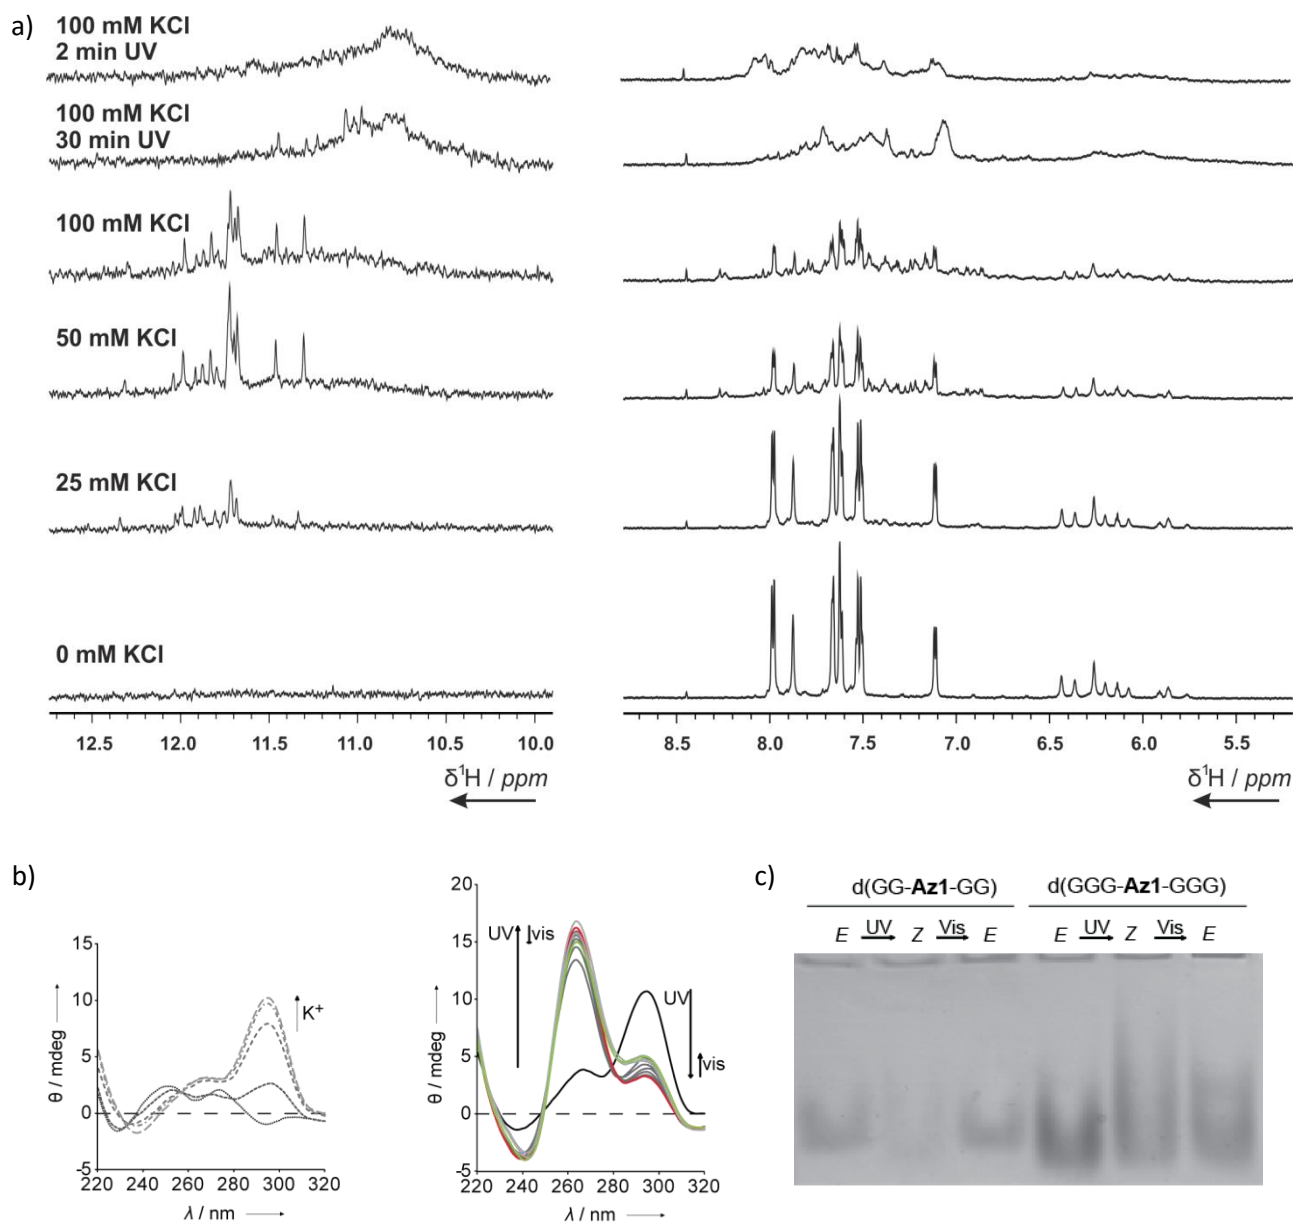 a)
100 mM KCl
2 min UV
100 mM KCl
30 min UV
100 mM KCl
50 mM KCl
25 mM KCl
0 mM KCl
12.5 12.0 11.5 11.0 10.5 10.0
8.5 8.0 7.5 7.0 6.5 6.0 5.5
δ¹H / ppm
δ¹H / ppm
b)
15
10
5
0
-5
θ / mdeg
K⁺
220 240 260 280 300 320
λ / nm
20
15
10
5
0
-5
θ / mdeg
UV vis
UV
vis
220 240 260 280 300 320
λ / nm
c)
d(GG-Az1-GG) d(GGG-Az1-GGG)
E UV Z Vis E E UV Z Vis E